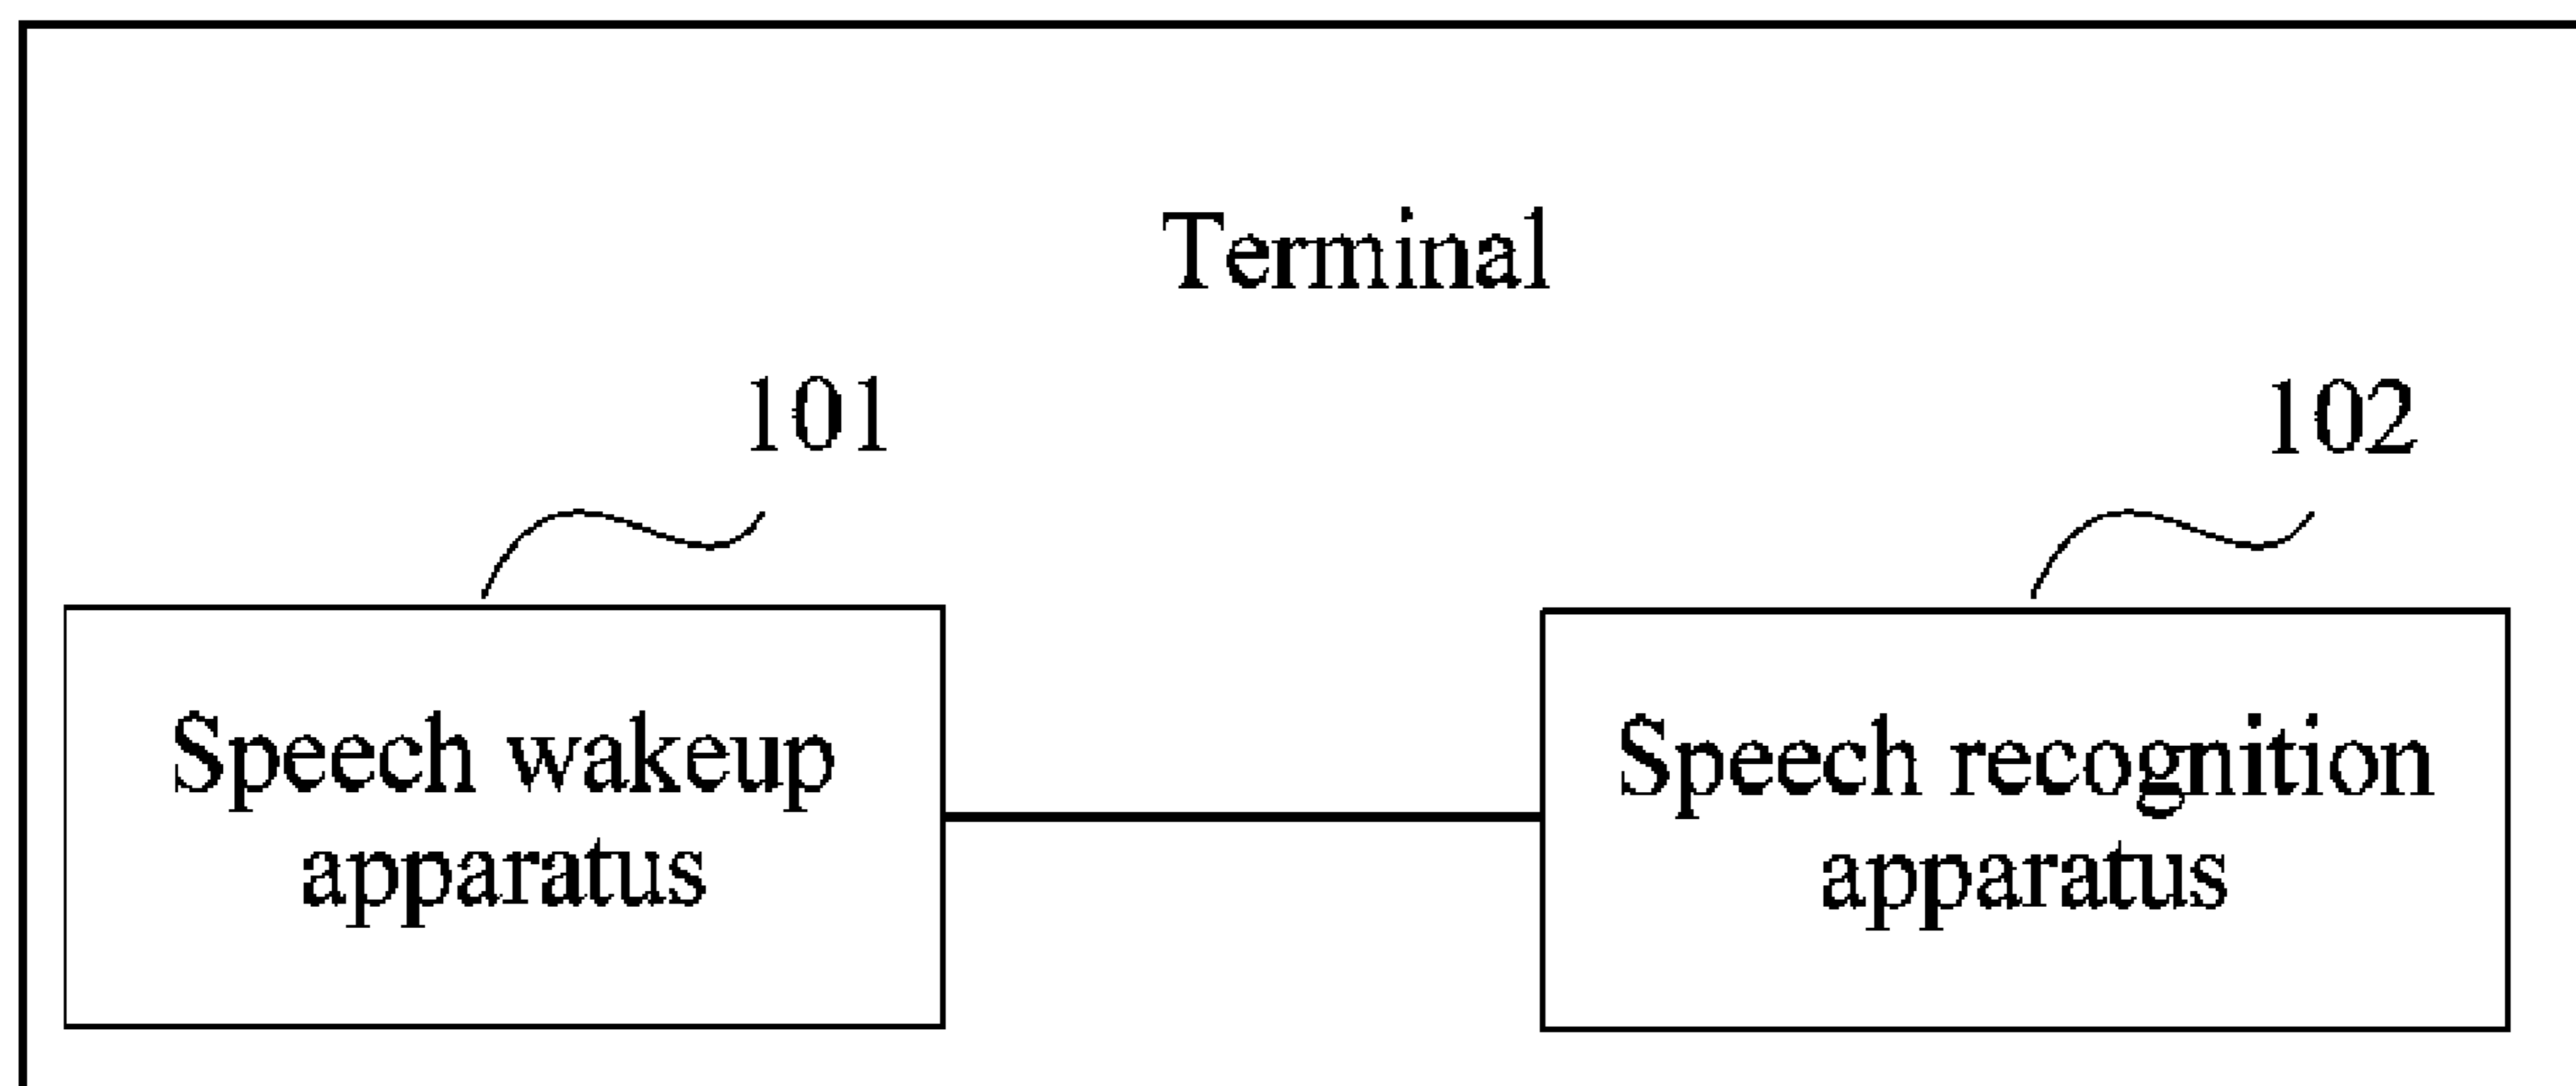 Terminal
101
102
Speech wakeup
apparatus
Speech recognition
apparatus